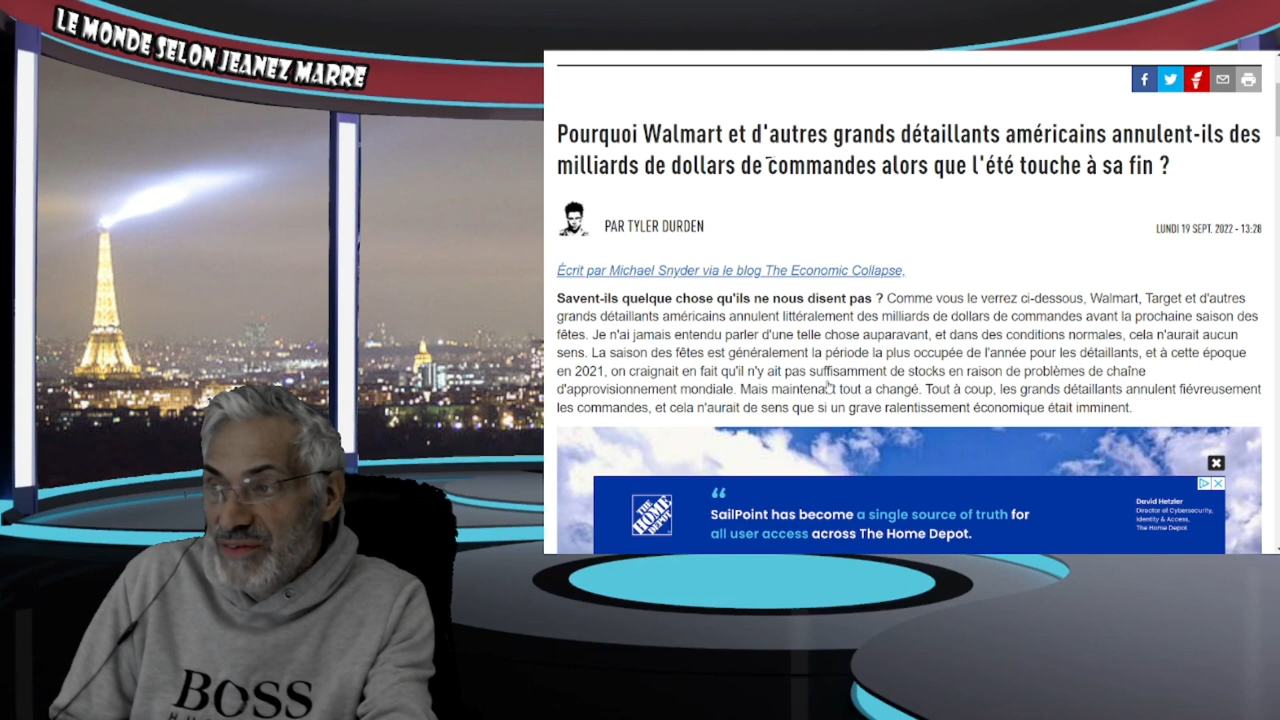 LE MONDE SELON JEANEZ MARRE
Pourquoi Walmart et d'autres grands détaillants américains annulent-ils des
milliards de dollars de commandes alors que l'été touche à sa fin ?
PAR TYLER DURDEN
LUNDI 19 SEPT. 2022 - 13:28
Écrit par Michael Snyder via le blog The Economic Collapse,
Savent-ils quelque chose qu'ils ne nous disent pas ? Comme vous le verrez ci-dessous, Walmart, Target et d'autres
grands détaillants américains annulent littéralement des milliards de dollars de commandes avant la prochaine saison des
fêtes. Je n'ai jamais entendu parler d'une telle chose auparavant, et dans des conditions normales, cela n'aurait aucun
sens. La saison des fêtes est généralement la période la plus occupée de l'année pour les détaillants, et à cette époque
en 2021, on craignait en fait qu'il n'y ait pas suffisamment de stocks en raison de problèmes de chaîne
d'approvisionnement mondiale. Mais maintenant tout a changé. Tout à coup, les grands détaillants annulent fiévreusement
les commandes, et cela n'aurait de sens que si un grave ralentissement économique était imminent.
THE HOME DEPOT
“
SailPoint has become a single source of truth for
all user access across The Home Depot.
David Hetzler
Director of Cybersecurity,
Identity & Access,
The Home Depot
BOSS